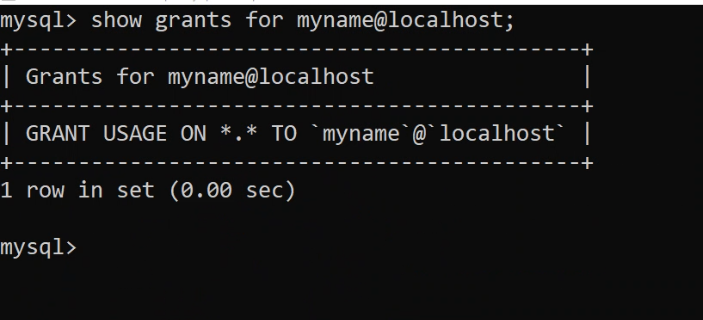 mysql> show grants for myname@localhost;
+--------------------------------------------+
| Grants for myname@localhost                |
+--------------------------------------------+
| GRANT USAGE ON *.* TO `myname`@`localhost` |
+--------------------------------------------+
1 row in set (0.00 sec)
mysql>